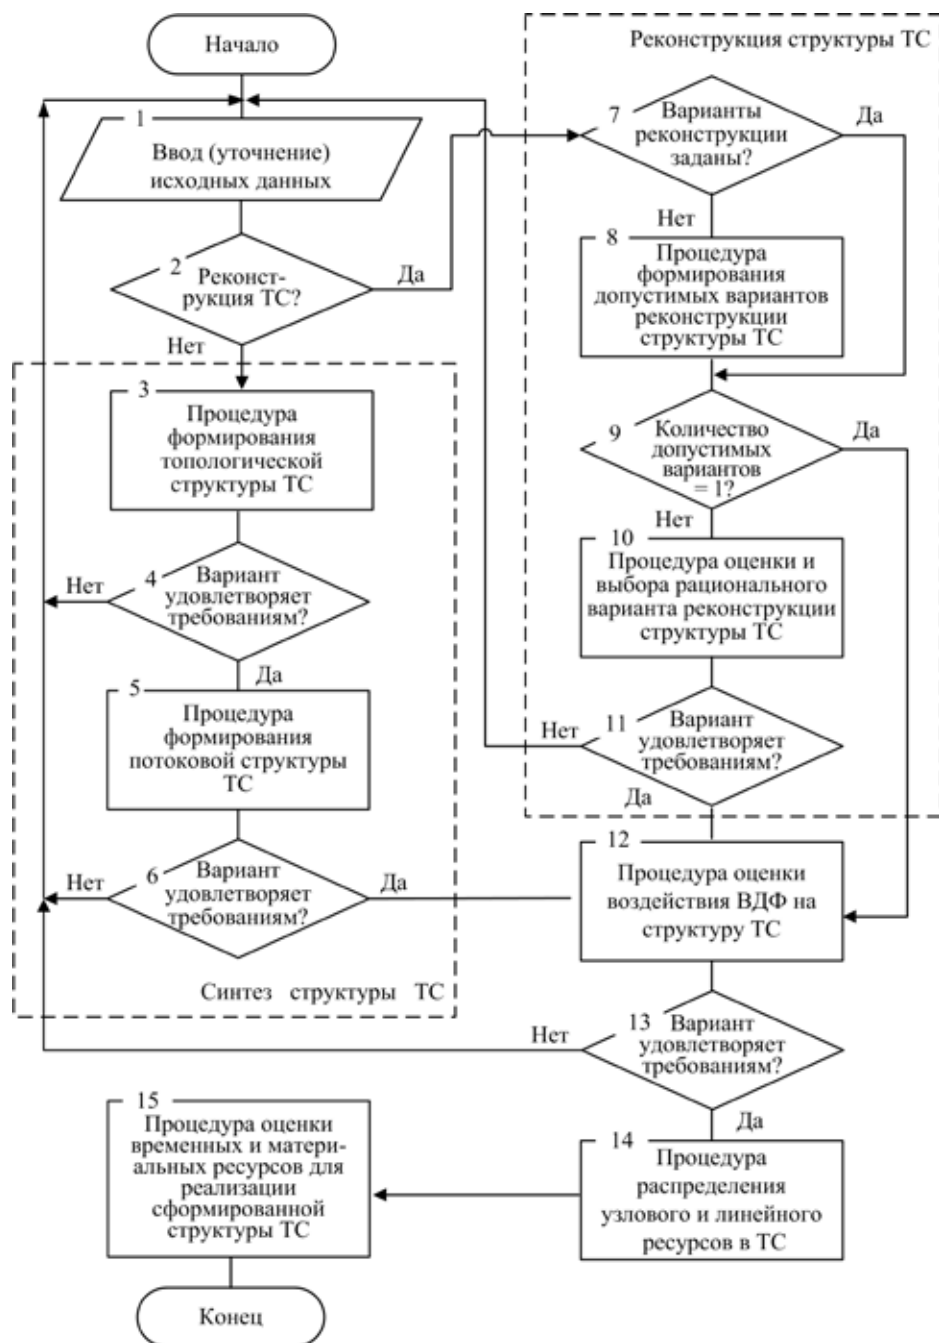 Начало
1
Ввод (уточнение)
исходных данных
2
Реконст-
рукция ТС?
Да
Нет
3
Процедура
формирования
топологической
структуры ТС
4
Вариант
удовлетворяет
требованиям?
Нет
Да
5
Процедура
формирования
потоковой структуры
ТС
6
Вариант
удовлетворяет
требованиям?
Нет
Да
Синтез структуры ТС
Реконструкция структуры ТС
7
Варианты
реконструкции
заданы?
Да
Нет
8
Процедура
формирования
допустимых вариантов
реконструкции
структуры ТС
9
Количество
допустимых
вариантов
= 1?
Да
Нет
10
Процедура оценки и
выбора рационального
варианта реконструкции
структуры ТС
11
Вариант
удовлетворяет
требованиям?
Нет
Да
12
Процедура оценки
воздействия ВДФ на
структуру ТС
13
Вариант
удовлетворяет
требованиям?
Нет
Да
14
Процедура
распределения
узлового и линейного
ресурсов в ТС
15
Процедура оценки
временных и матери-
альных ресурсов для
реализации
сформированной
структуры ТС
Конец